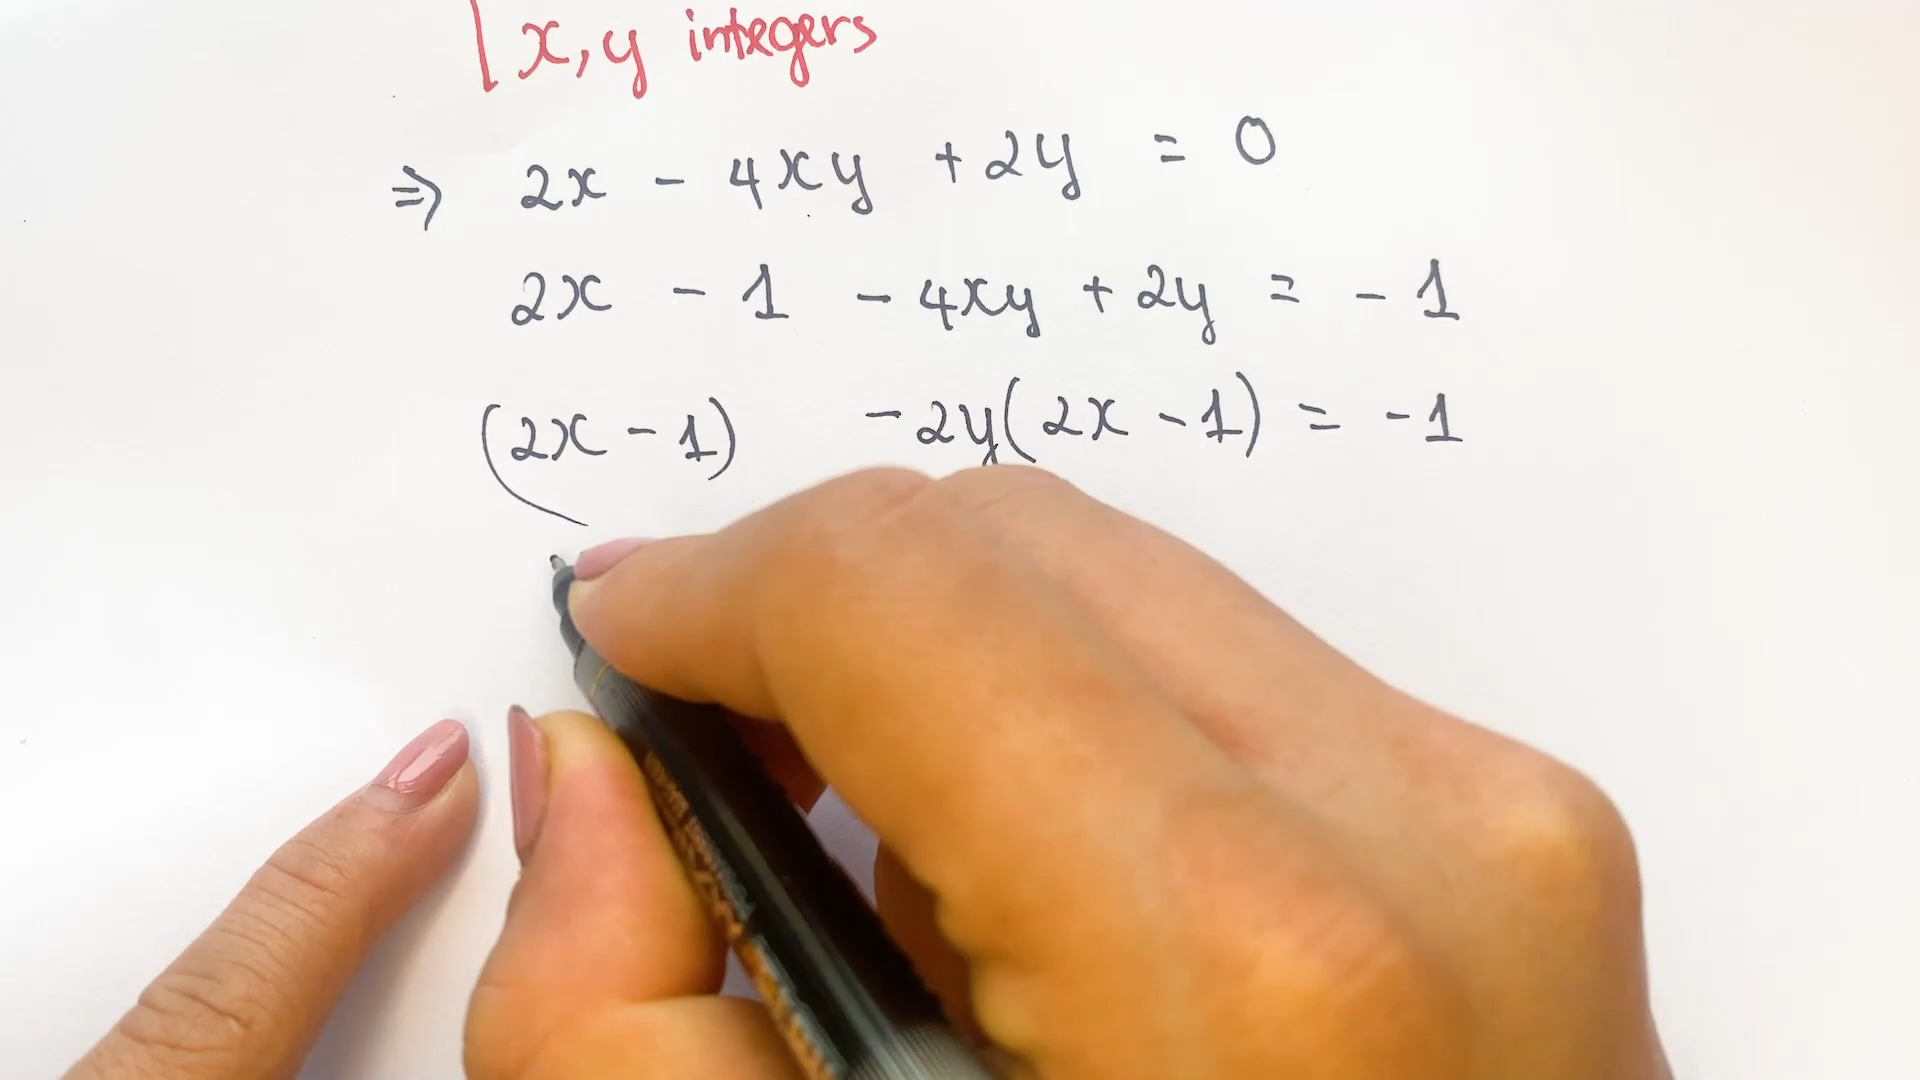 x, y integers
⇒ 2x - 4xy + 2y = 0
2x - 1 - 4xy + 2y = - 1
(2x - 1) -2y(2x - 1) = -1